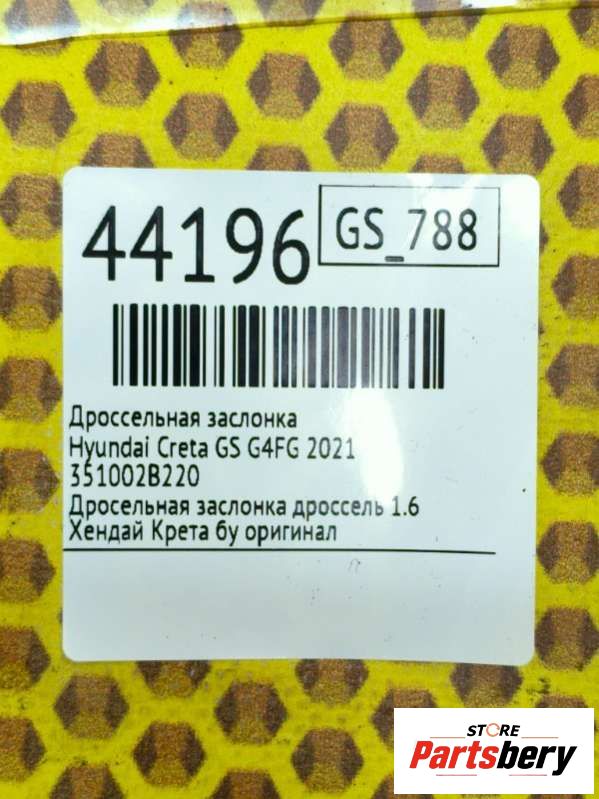 44196 GS_788
Дроссельная заслонка
Hyundai Creta GS G4FG 2021
351002B220
Дросельная заслонка дроссель 1.6
Хендай Крета бу оригинал
STORE
Partsbery